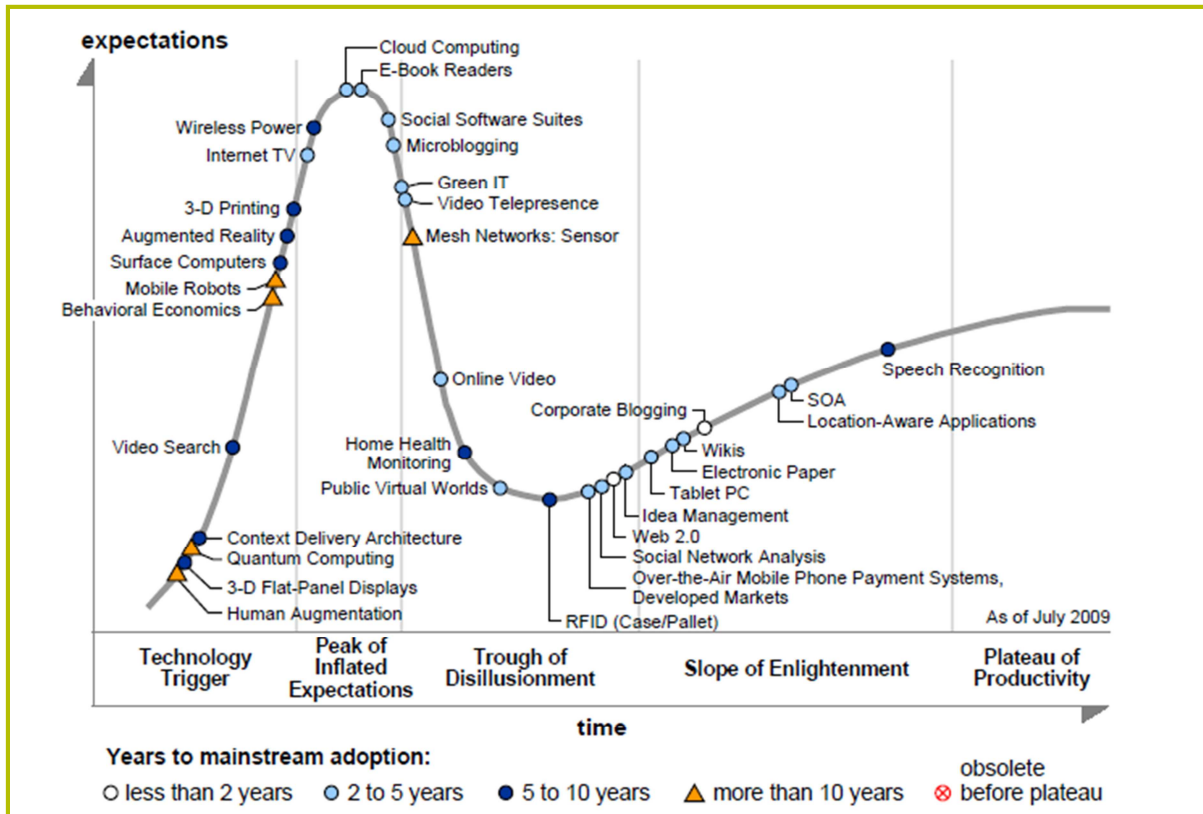 expectations
Cloud Computing
E-Book Readers
Social Software Suites
Wireless Power
Microblogging
Internet TV
Green IT
Video Telepresence
3-D Printing
Augmented Reality
Mesh Networks: Sensor
Surface Computers
Mobile Robots
Behavioral Economics
Online Video
Speech Recognition
Corporate Blogging
SOA
Location-Aware Applications
Video Search
Home Health
Monitoring
Wikis
Electronic Paper
Public Virtual Worlds
Tablet PC
Idea Management
Web 2.0
Social Network Analysis
Over-the-Air Mobile Phone Payment Systems,
Developed Markets
Context Delivery Architecture
Quantum Computing
3-D Flat-Panel Displays
Human Augmentation
RFID (Case/Pallet)
As of July 2009
Technology
Trigger
Peak of
Inflated
Expectations
Trough of
Disillusionment
Slope of Enlightenment
Plateau of
Productivity
time
Years to mainstream adoption:
less than 2 years
2 to 5 years
5 to 10 years
more than 10 years
obsolete
before plateau